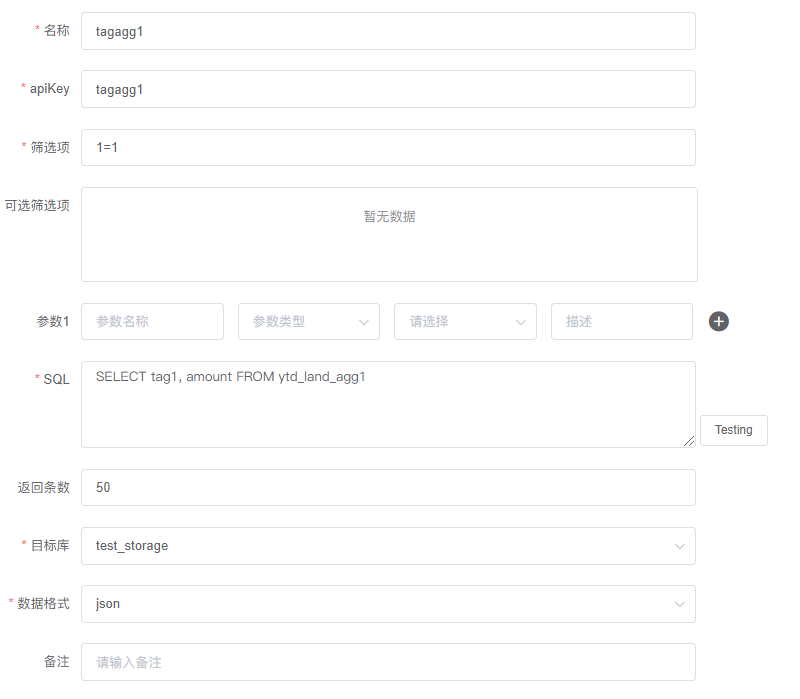 * 名称 tagagg1
* apiKey tagagg1
* 筛选项 1=1
可选筛选项 暂无数据
参数1 参数名称 参数类型 请选择 描述
* SQL SELECT tag1, amount FROM ytd_land_agg1
Testing
返回条数 50
* 目标库 test_storage
* 数据格式 json
备注 请输入备注